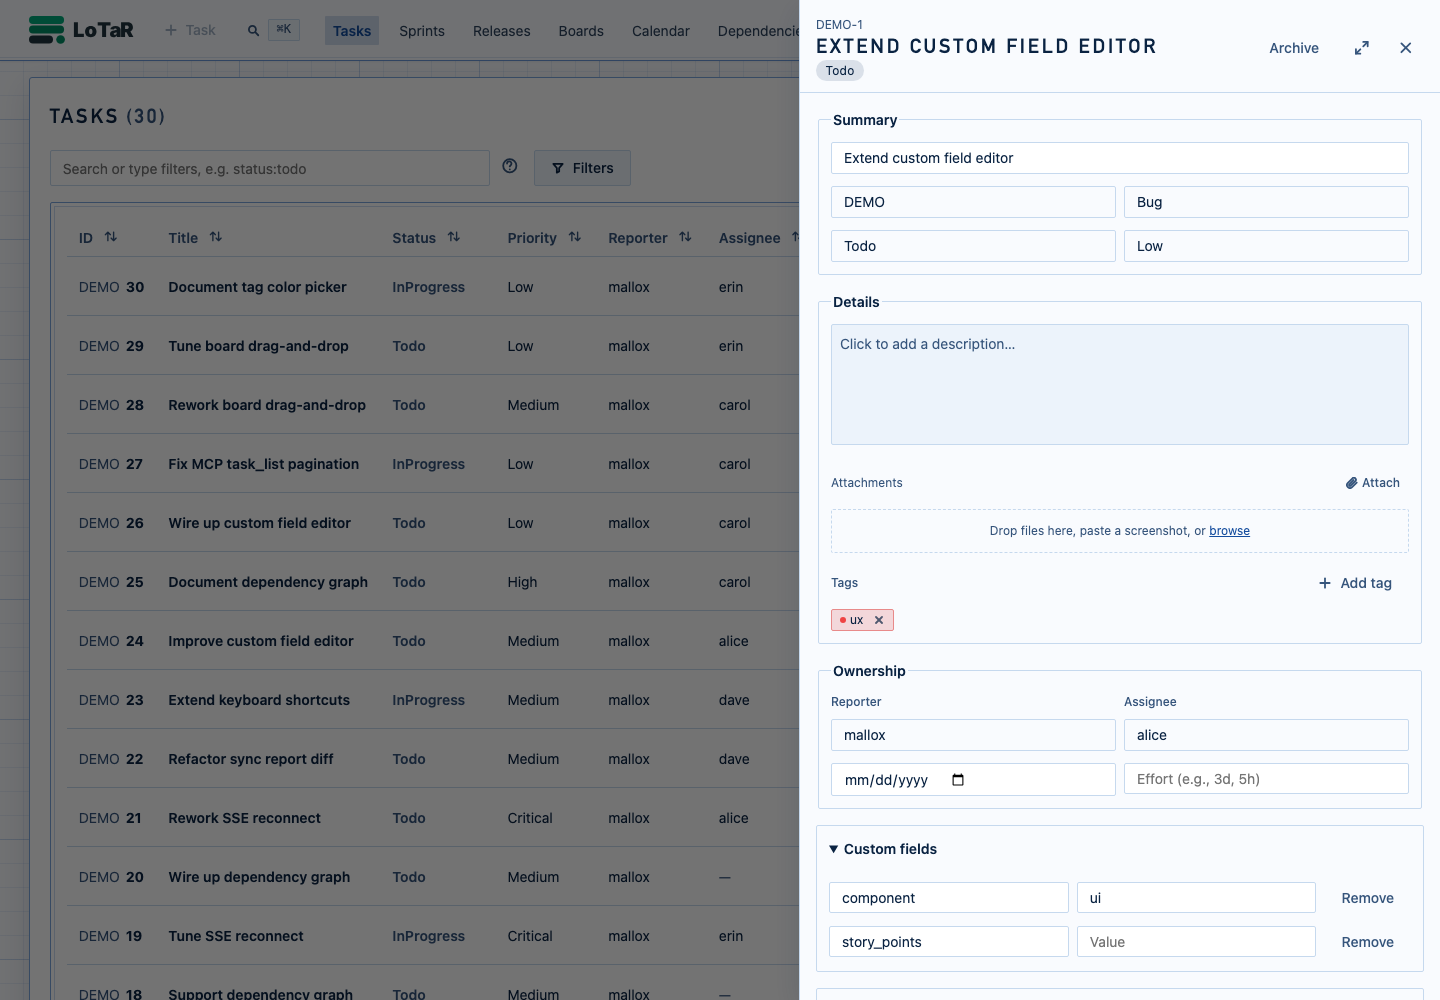 LoTaR
Task
⌘K
Tasks
Sprints
Releases
Boards
Calendar
TASKS (30)
Search or type filters, e.g. status:todo
Filters
ID
Title
Status
Priority
Reporter
Assignee
DEMO 30 Document tag color picker InProgress Low mallox erin
DEMO 29 Tune board drag-and-drop Todo Low mallox erin
DEMO 28 Rework board drag-and-drop Todo Medium mallox carol
DEMO 27 Fix MCP task_list pagination InProgress Low mallox carol
DEMO 26 Wire up custom field editor Todo Low mallox carol
DEMO 25 Document dependency graph Todo High mallox carol
DEMO 24 Improve custom field editor Todo Medium mallox alice
DEMO 23 Extend keyboard shortcuts InProgress Medium mallox dave
DEMO 22 Refactor sync report diff Todo Medium mallox dave
DEMO 21 Rework SSE reconnect Todo Critical mallox alice
DEMO 20 Wire up dependency graph Todo Medium mallox —
DEMO 19 Tune SSE reconnect InProgress Critical mallox erin
DEMO 18 Support dependency graph Todo Medium mallox —
DEMO-1
EXTEND CUSTOM FIELD EDITOR
Todo
Archive
Summary
Extend custom field editor
DEMO
Bug
Todo
Low
Details
Click to add a description...
Attachments
Attach
Drop files here, paste a screenshot, or browse
Tags
Add tag
ux
Ownership
Reporter
Assignee
mallox
alice
mm/dd/yyyy
Effort (e.g., 3d, 5h)
Custom fields
component
ui
Remove
story_points
Value
Remove